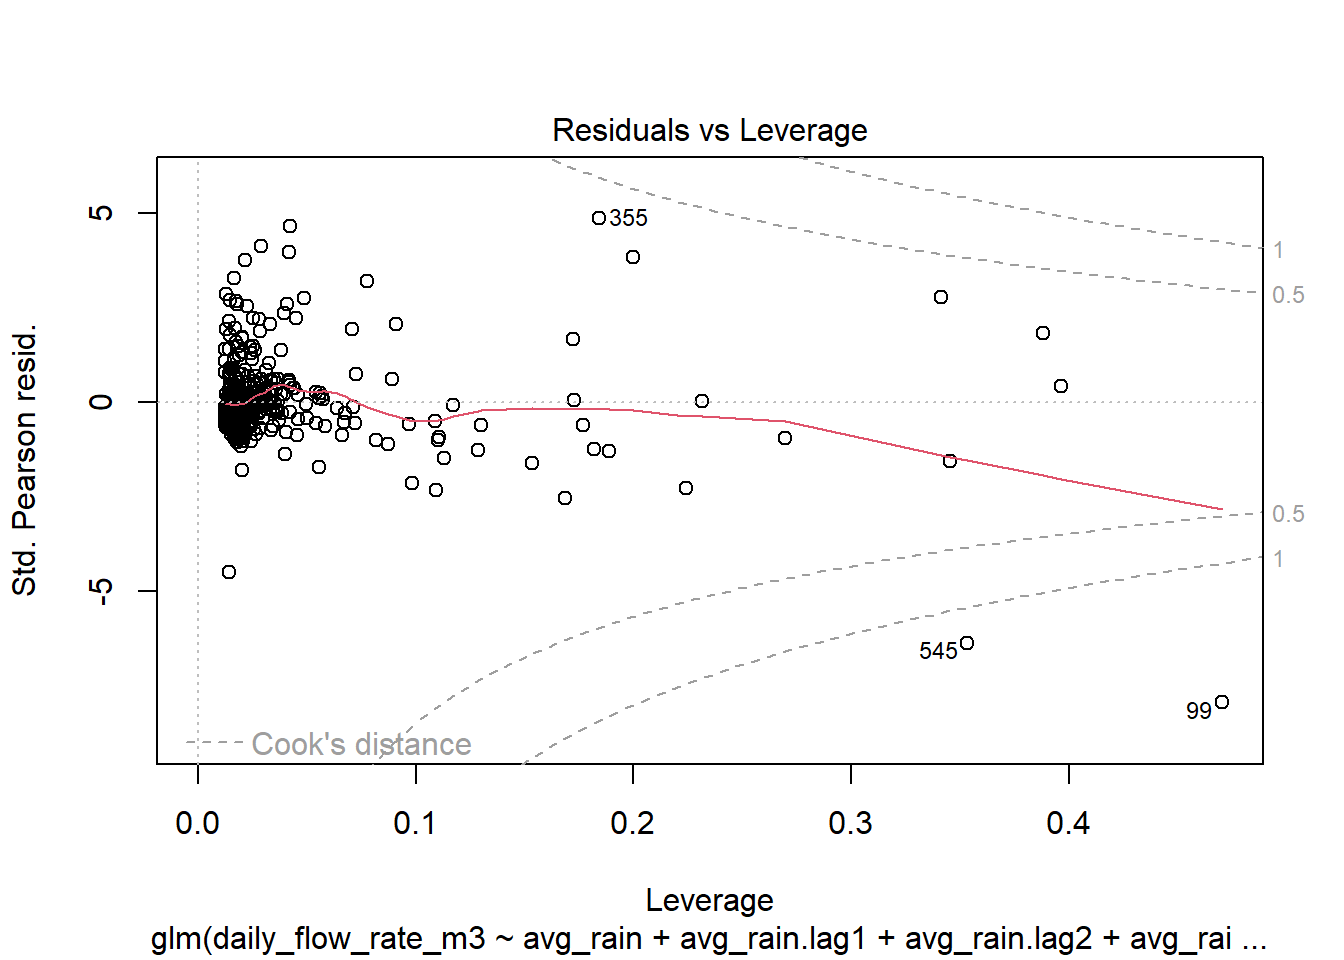 Residuals vs Leverage
Std. Pearson resid.
5
0
-5
355
545
99
1
0.5
0.5
1
Cook's distance
0.0 0.1 0.2 0.3 0.4
Leverage
glm(daily_flow_rate_m3 ~ avg_rain + avg_rain.lag1 + avg_rain.lag2 + avg_rai ...